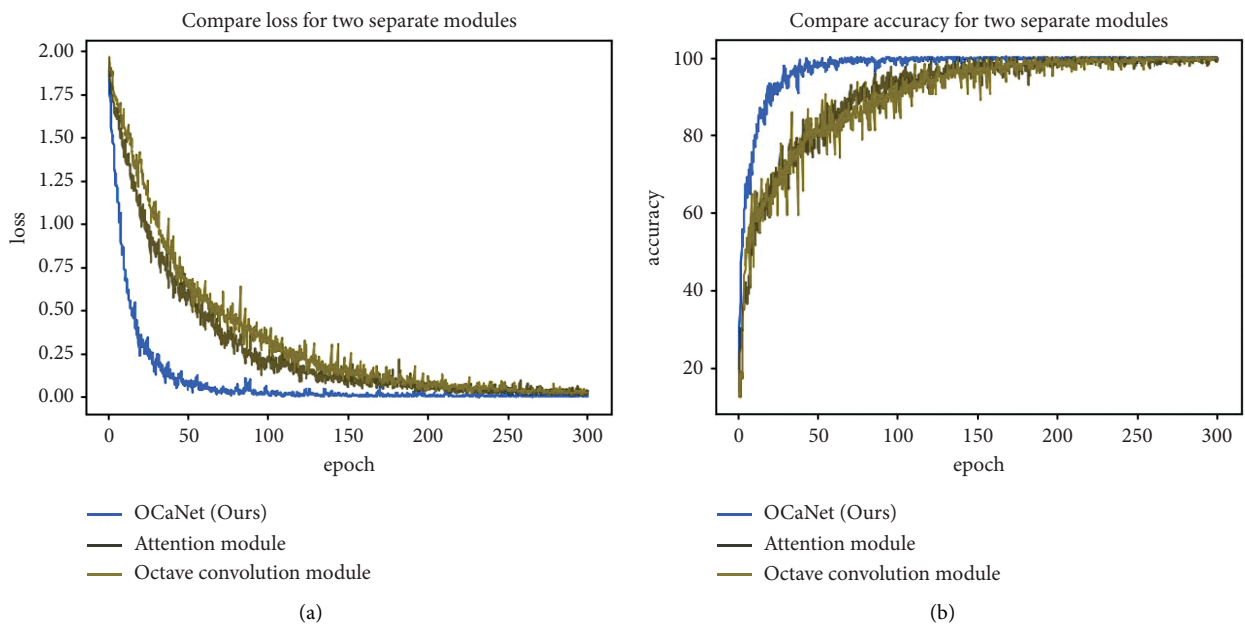 Compare loss for two separate modules
2.00
1.75
1.50
1.25
1.00
0.75
0.50
0.25
0.00
loss
0 50 100 150 200 250 300
epoch
OCaNet (Ours)
Attention module
Octave convolution module
(a)
Compare accuracy for two separate modules
100
80
60
40
20
accuracy
0 50 100 150 200 250 300
epoch
OCaNet (Ours)
Attention module
Octave convolution module
(b)